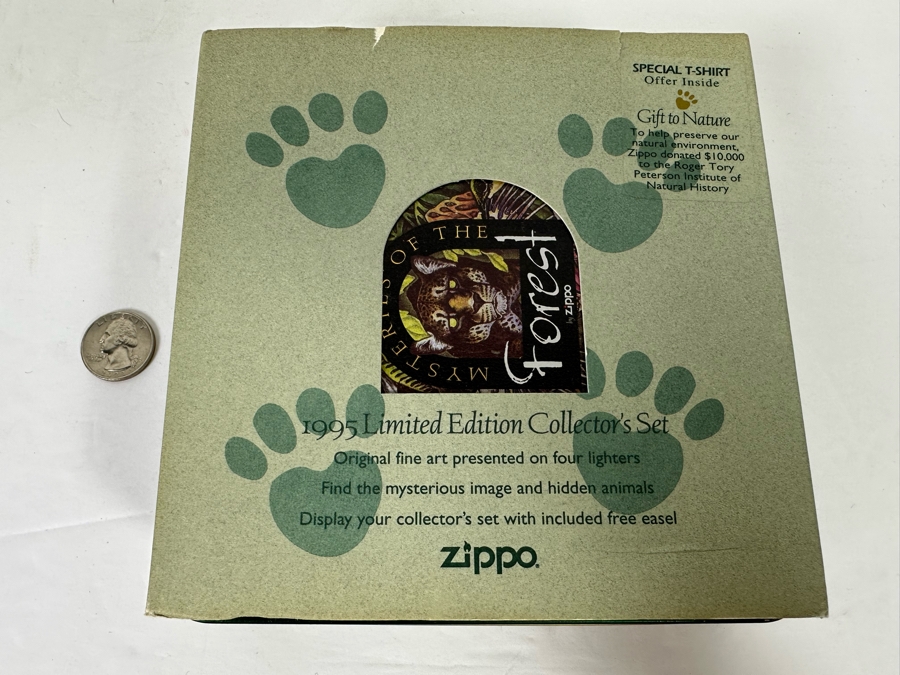 SPECIAL T-SHIRT
Offer Inside
Gift to Nature
To help preserve our
natural environment,
Zippo donated $10,000
to the Roger Tory
Peterson Institute of
Natural History
MYSTERIES OF THE
Forest
by zippo
1995 Limited Edition Collector's Set
Original fine art presented on four lighters
Find the mysterious image and hidden animals
Display your collector's set with included free easel
zippo